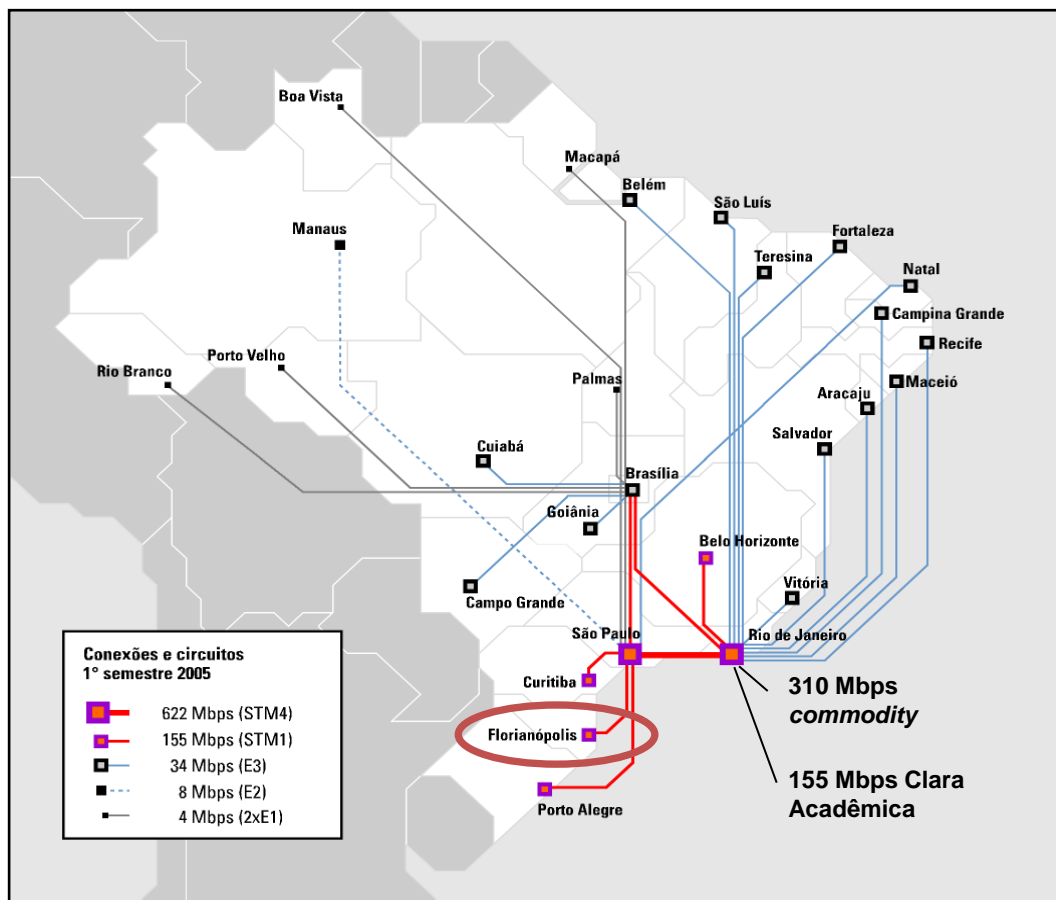 Boa Vista
Macapá
Belém
São Luís
Manaus
Teresina
Fortaleza
Natal
Campina Grande
Recife
Porto Velho
Rio Branco
Palmas
Maceió
Aracaju
Salvador
Cuiabá
Brasília
Goiânia
Belo Horizonte
Campo Grande
Vitória
São Paulo
Rio de Janeiro
Curitiba
Florianópolis
Porto Alegre
310 Mbps
commodity
155 Mbps Clara
Acadêmica
Conexões e circuitos
1° semestre 2005
622 Mbps (STM4)
155 Mbps (STM1)
34 Mbps (E3)
8 Mbps (E2)
4 Mbps (2xE1)